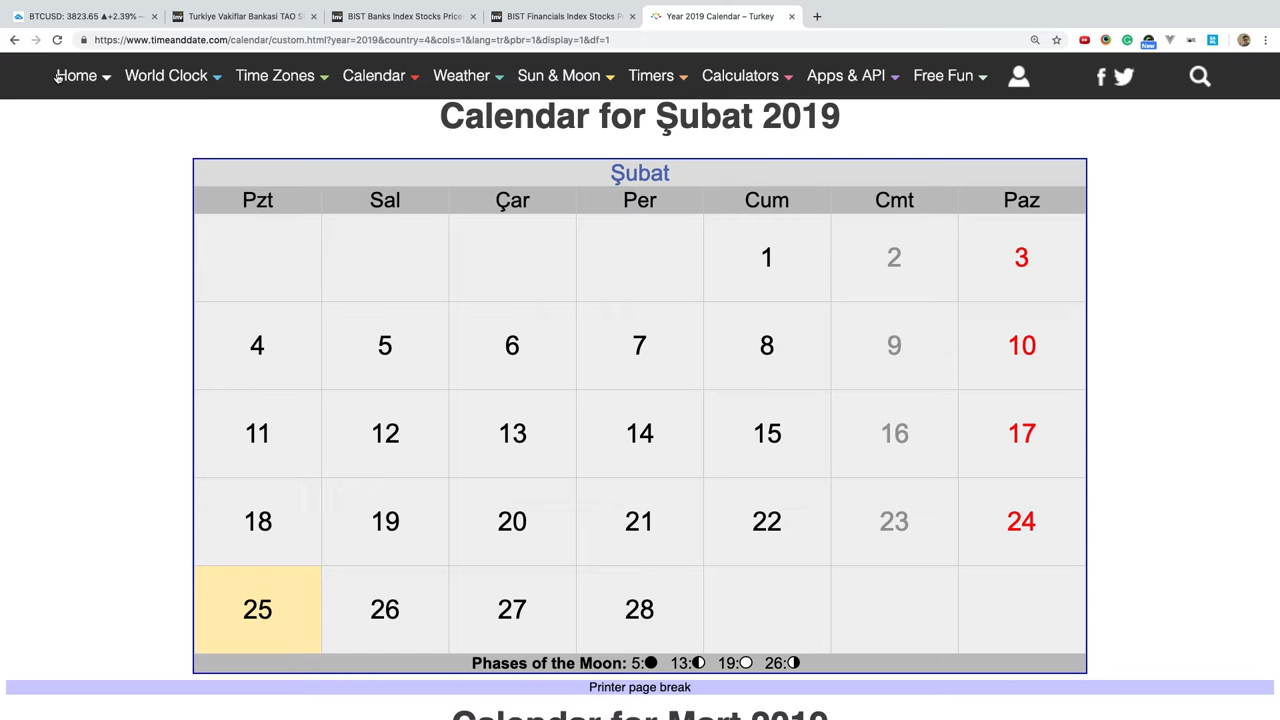 BTCUSD: 3823.65 ▲+2.39% —
Turkiye Vakiflar Bankasi TAO S
BIST Banks Index Stocks Price
BIST Financials Index Stocks P
Year 2019 Calendar – Turkey
https://www.timeanddate.com/calendar/custom.html?year=2019&country=4&cols=1&lang=tr&pbr=1&display=1&df=1
New
Home World Clock Time Zones Calendar Weather Sun & Moon Timers Calculators Apps & API Free Fun
Calendar for Şubat 2019
Şubat
Pzt Sal Çar Per Cum Cmt Paz
1 2 3
4 5 6 7 8 9 10
11 12 13 14 15 16 17
18 19 20 21 22 23 24
25 26 27 28
Phases of the Moon: 5: 13: 19: 26:
Printer page break
Calendar for Mart 2019